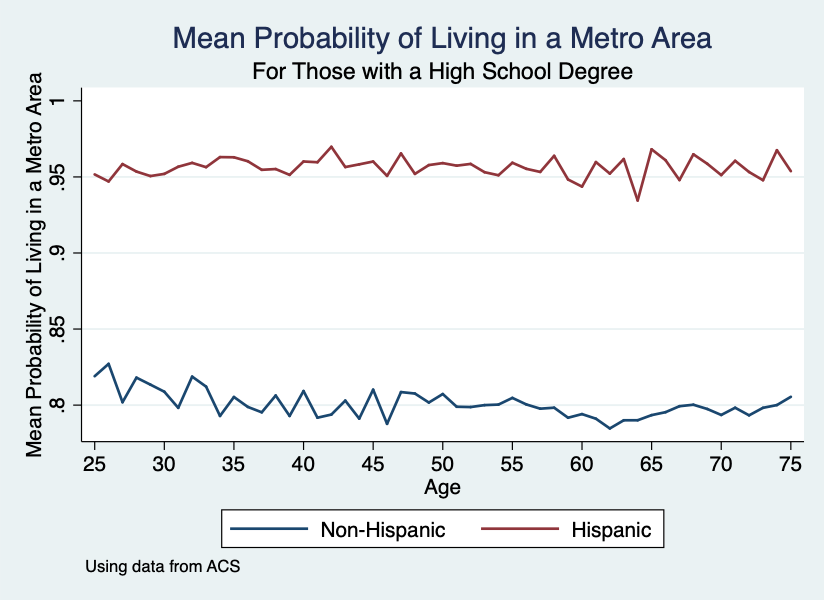 Mean Probability of Living in a Metro Area
For Those with a High School Degree
Mean Probability of Living in a Metro Area
1
.95
.9
.85
.8
25 30 35 40 45 50 55 60 65 70 75
Age
Non-Hispanic Hispanic
Using data from ACS